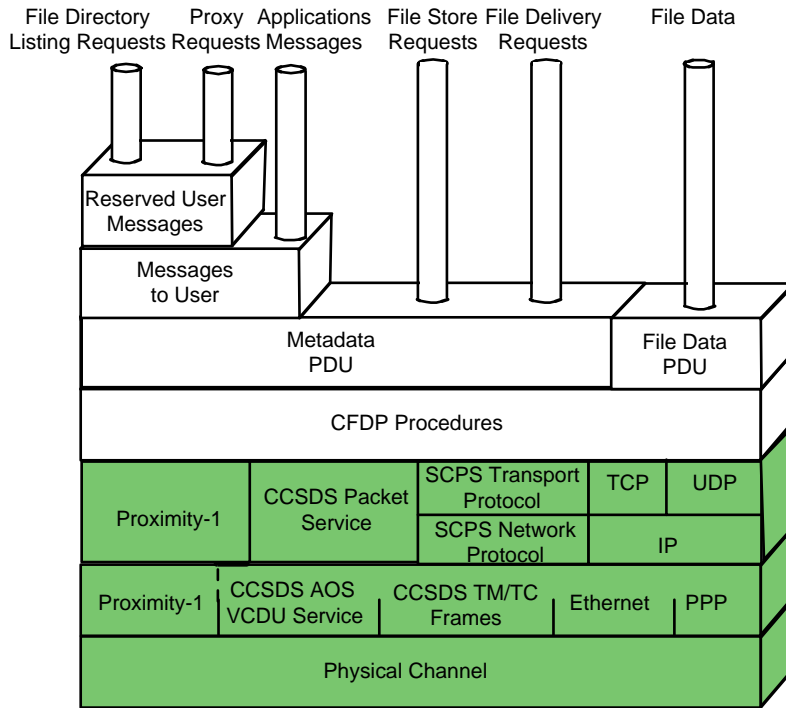 File Directory
Listing Requests
Proxy
Requests
Applications
Messages
File Store
Requests
File Delivery
Requests
File Data
Reserved User
Messages
Messages
to User
Metadada
PDU
File Data
PDU
CFDP Procedures
Proximity-1
CCSDS Packet
Service
SCPS Transport
Protocol
TCP
UDP
SCPS Network
Protocol
IP
Proximity-1
CCSDS AOS
VCDU Service
CCSDS TM/TC
Frames
Ethernet
PPP
Physical Channel